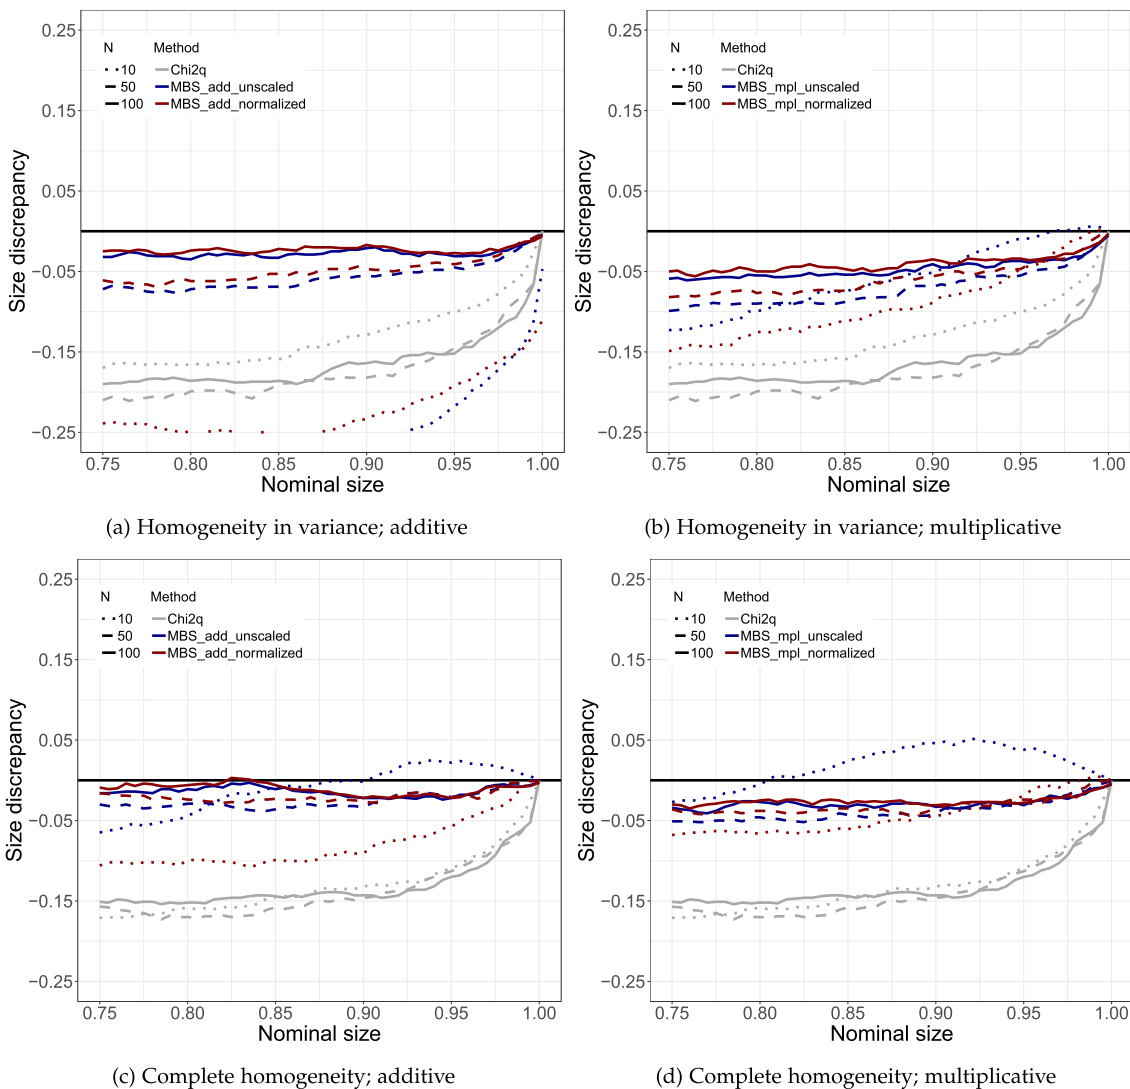 N Method
10 Chi2q
50 MBS_add_unscaled
100 MBS_add_normalized
0.25
0.15
0.05
−0.05
−0.15
−0.25
Size discrepancy
0.75 0.80 0.85 0.90 0.95 1.00
Nominal size
(a) Homogeneity in variance; additive
N Method
10 Chi2q
50 MBS_mpl_unscaled
100 MBS_mpl_normalized
0.25
0.15
0.05
−0.05
−0.15
−0.25
Size discrepancy
0.75 0.80 0.85 0.90 0.95 1.00
Nominal size
(b) Homogeneity in variance; multiplicative
N Method
10 Chi2q
50 MBS_add_unscaled
100 MBS_add_normalized
0.25
0.15
0.05
−0.05
−0.15
−0.25
Size discrepancy
0.75 0.80 0.85 0.90 0.95 1.00
Nominal size
(c) Complete homogeneity; additive
N Method
10 Chi2q
50 MBS_mpl_unscaled
100 MBS_mpl_normalized
0.25
0.15
0.05
−0.05
−0.15
−0.25
Size discrepancy
0.75 0.80 0.85 0.90 0.95 1.00
Nominal size
(d) Complete homogeneity; multiplicative